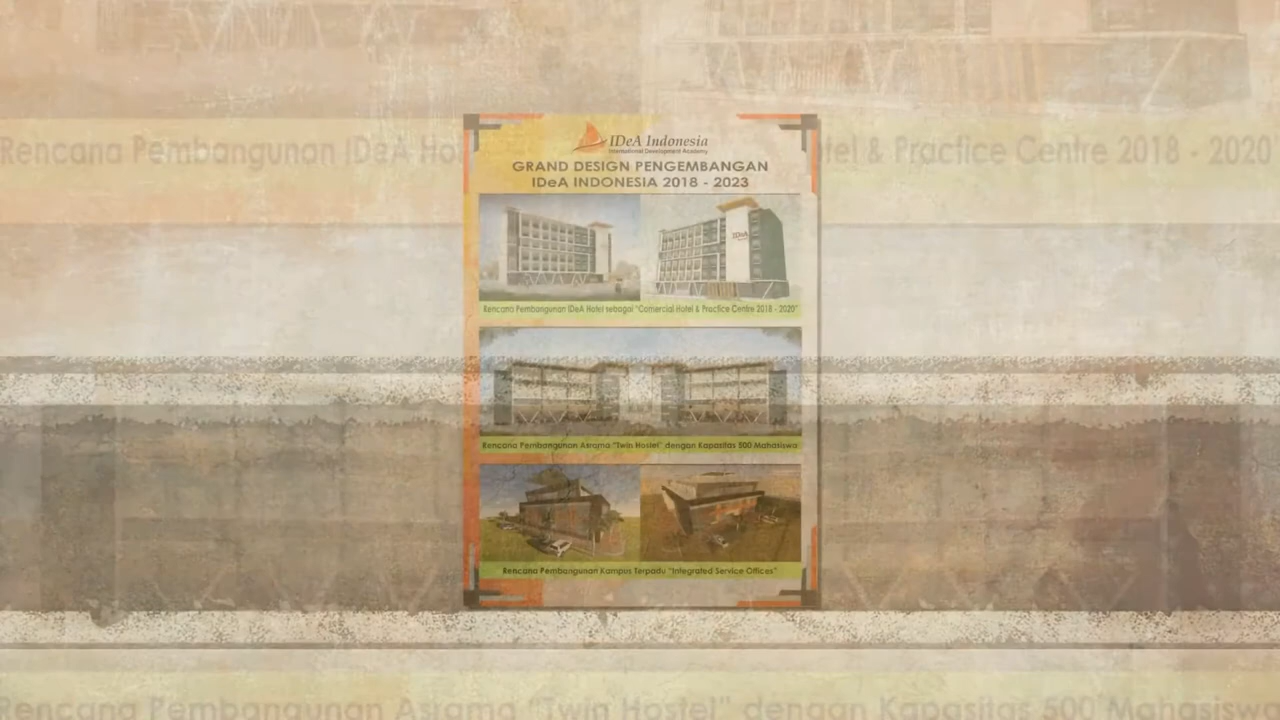 Rencana Pembangunan IDeA Ho
tel & Practice Centre 2018 - 2020
IDeA Indonesia
International Development Academy
GRAND DESIGN PENGEMBANGAN
IDeA INDONESIA 2018 - 2023
IDeA
Rencana Pembangunan IDeA Hotel sebagai "Comercial Hotel & Practice Centre 2018 - 2020"
Rencana Pembangunan Asrama "Twin Hostel" dengan Kapasitas 500 Mahasiswa
Rencana Pembangunan Kampus Terpadu "Integrated Service Offices"
Rencana Pembangunan Asrama "Twin Hostel" dengan Kapasitas 500 Mahasiswa